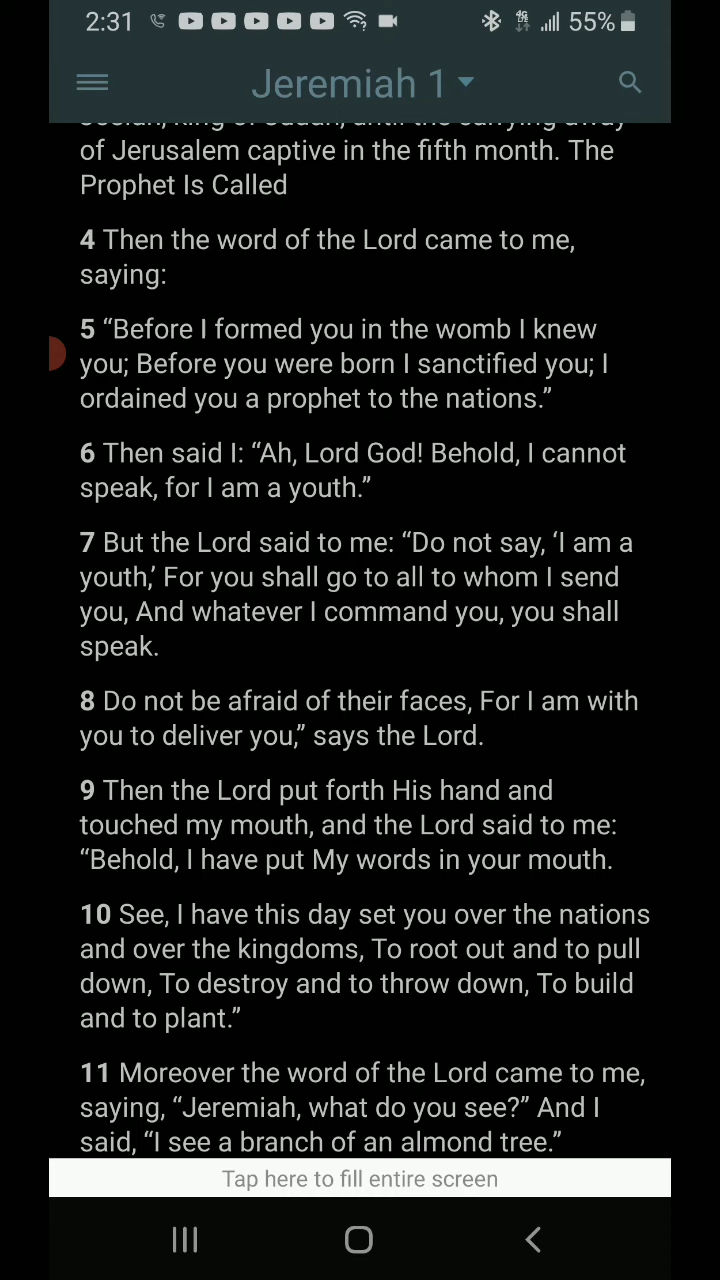 2:31
4G
55%
Jeremiah 1
of Jerusalem captive in the fifth month. The
Prophet Is Called
4 Then the word of the Lord came to me,
saying:
5 “Before I formed you in the womb I knew
you; Before you were born I sanctified you; I
ordained you a prophet to the nations.”
6 Then said I: “Ah, Lord God! Behold, I cannot
speak, for I am a youth.”
7 But the Lord said to me: “Do not say, ‘I am a
youth,’ For you shall go to all to whom I send
you, And whatever I command you, you shall
speak.
8 Do not be afraid of their faces, For I am with
you to deliver you,” says the Lord.
9 Then the Lord put forth His hand and
touched my mouth, and the Lord said to me:
“Behold, I have put My words in your mouth.
10 See, I have this day set you over the nations
and over the kingdoms, To root out and to pull
down, To destroy and to throw down, To build
and to plant.”
11 Moreover the word of the Lord came to me,
saying, “Jeremiah, what do you see?” And I
said, “I see a branch of an almond tree.”
Tap here to fill entire screen